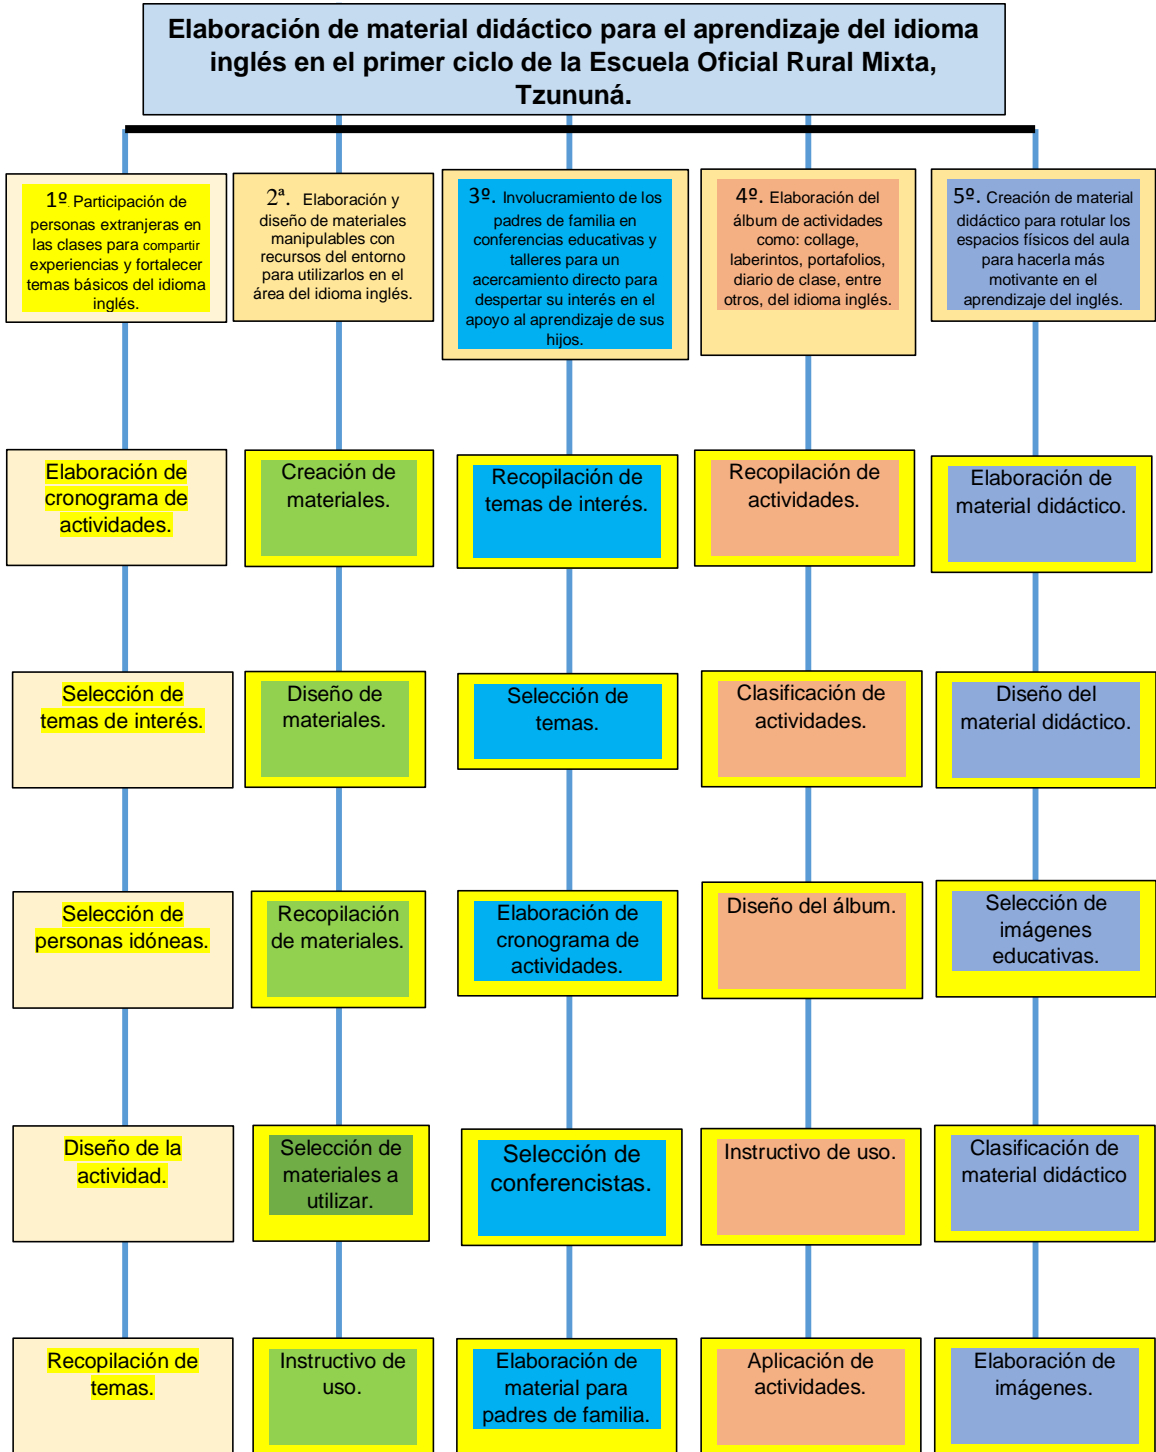 Elaboración de material didáctico para el aprendizaje del idioma
inglés en el primer ciclo de la Escuela Oficial Rural Mixta,
Tzununá.
1º. Participación de
personas extranjeras en
las clases para compartir
experiencias y fortalecer
temas básicos del idioma
inglés.
2ª. Elaboración y
diseño de materiales
manipulables con
recursos del entorno
para utilizarlos en el
área del idioma inglés.
3º. Involucramiento de los
padres de familia en
conferencias educativas y
talleres para un
acercamiento directo para
despertar su interés en el
apoyo al aprendizaje de sus
hijos.
4º. Elaboración del
álbum de actividades
como: collage,
laberintos, portafolios,
diario de clase, entre
otros, del idioma inglés.
5º. Creación de material
didáctico para rotular los
espacios físicos del aula
para hacerla más
motivante en el
aprendizaje del inglés.
Elaboración de
cronograma de
actividades.
Creación de
materiales.
Recopilación de
temas de interés.
Recopilación de
actividades.
Elaboración de
material didáctico.
Selección de
temas de interés.
Diseño de
materiales.
Selección de
temas.
Clasificación de
actividades.
Diseño del
material didáctico.
Selección de
personas idóneas.
Recopilación
de materiales.
Elaboración de
cronograma de
actividades.
Diseño del álbum.
Selección de
imágenes
educativas.
Diseño de la
actividad.
Selección de
materiales a
utilizar.
Selección de
conferencistas.
Instructivo de uso.
Clasificación de
material didáctico
Recopilación de
temas.
Instructivo de
uso.
Elaboración de
material para
padres de familia.
Aplicación de
actividades.
Elaboración de
imágenes.